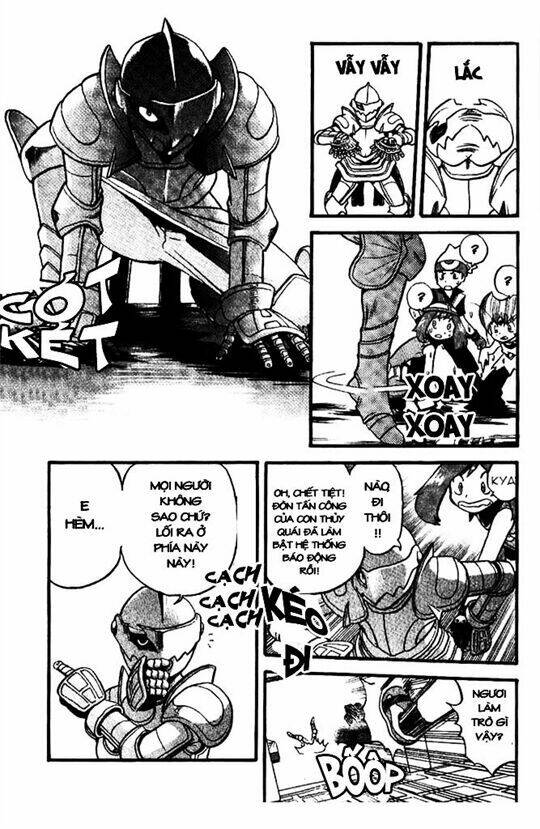 CÓT
KÉT
VẪY VẪY
LẮC
?
?
?
XOAY
XOAY
E
HÈM...
MỌI NGƯỜI
KHÔNG
SAO CHỨ?
LỐI RA Ở
PHÍA NÀY
NÀY!
CẠCH
CẠCH
CẠCH
OH, CHẾT TIỆT!
ĐÒN TẤN CÔNG
CỦA CON THỦY
QUÁI ĐÃ LÀM
BẬT HỆ THỐNG
BÁO ĐỘNG
RỒI!
NÀO,
ĐI
THÔI
!!
KYA
KÉO
ĐI
NGƯƠI
LÀM
TRÒ GÌ
VẬY?
BỐỐP